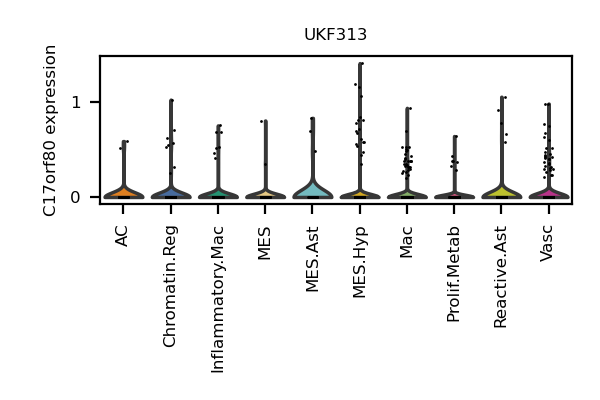 UKF313
C17orf80 expression
1
0
AC
Chromatin.Reg
Inflammatory.Mac
MES
MES.Ast
MES.Hyp
Mac
Prolif.Metab
Reactive.Ast
Vasc